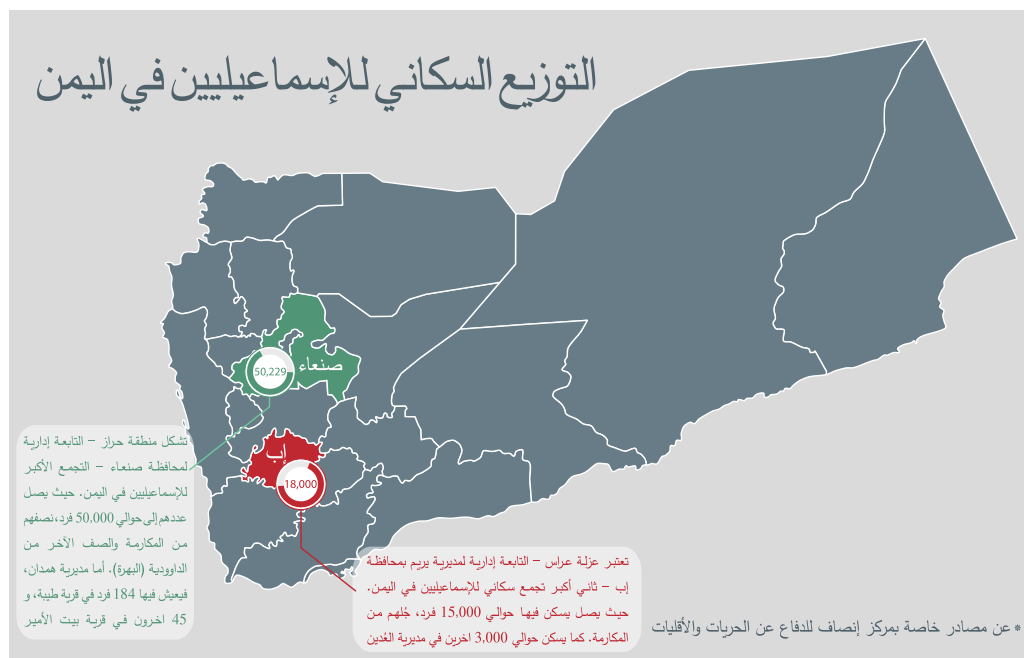 التوزيع السكاني للإسماعيليين في اليمن
صنعاء
50,229
إب
18,000
تشكل منطقة حراز – التابعة إدارية
لمحافظة صنعاء – التجمع الأكبر
للإسماعيليين في اليمن. حيث يصل
عددهم إلى حوالي 50.000 فرد، نصفهم
من المكارمة والصف الآخر من
الداوودية (البهرة). أما مديرية همدان،
فيعيش فيها 184 فرد في قرية طيبة، و
45 اخرون في قرية بيت الأمير
تعتبر عزلة عراس – التابعة إدارية لمديرية يريم بمحافظة
إب – ثاني أكبر تجمع سكاني للإسماعيليين في اليمن.
حيث يصل يسكن فيها حوالي 15,000 فرد، جُلهم من
المكارمة. كما يسكن حوالي 3,000 اخرين في مديرية العُدين
* عن مصادر خاصة بمركز إنصاف للدفاع عن الحريات والأقليات